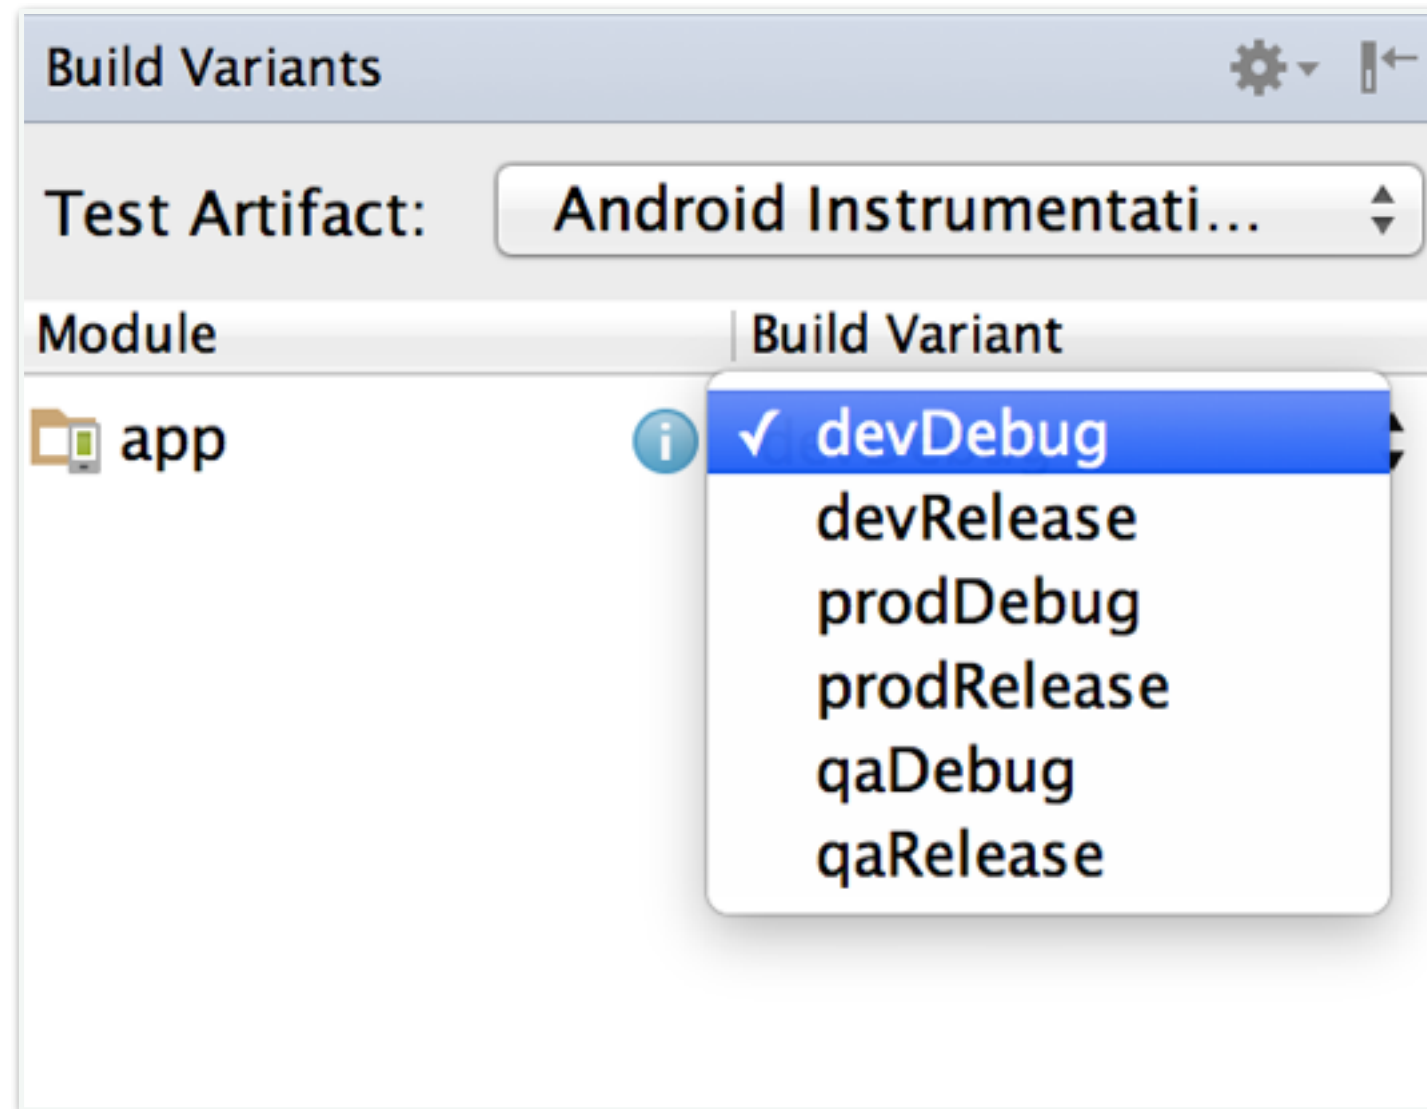 Build Variants
Test Artifact: Android Instrumentati...
Module Build Variant
app ✓ devDebug
devRelease
prodDebug
prodRelease
qaDebug
qaRelease